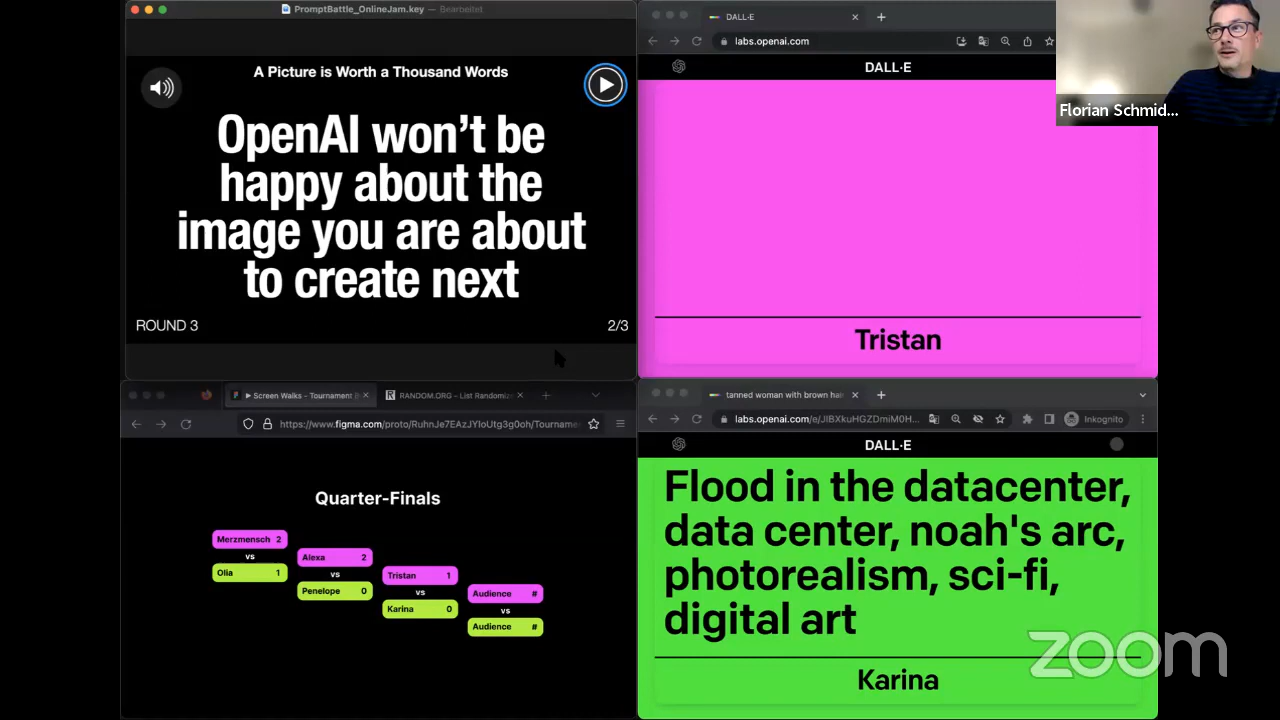 PromptBattle_OnlineJam.key — Bearbeitet
A Picture is Worth a Thousand Words
OpenAI won’t be
happy about the
image you are about
to create next
ROUND 3
2/3
DALL·E
labs.openai.com
DALL·E
Tristan
Florian Schmid...
Screen Walks - Tournament
RANDOM.ORG - List Randomiz
https://www.figma.com/proto/RuhnJe7EAzJYIoUtg3g0oh/Tourname
Quarter-Finals
Merzmensch 2
vs
Olia 1
Alexa 2
vs
Penelope 0
Tristan 1
vs
Karina 0
Audience #
vs
Audience #
tanned woman with brown hai
labs.openai.com/e/JIBXkuHGZDmiM0H...
Inkognito
DALL·E
Flood in the datacenter,
data center, noah's arc,
photorealism, sci-fi,
digital art
Karina
zoom